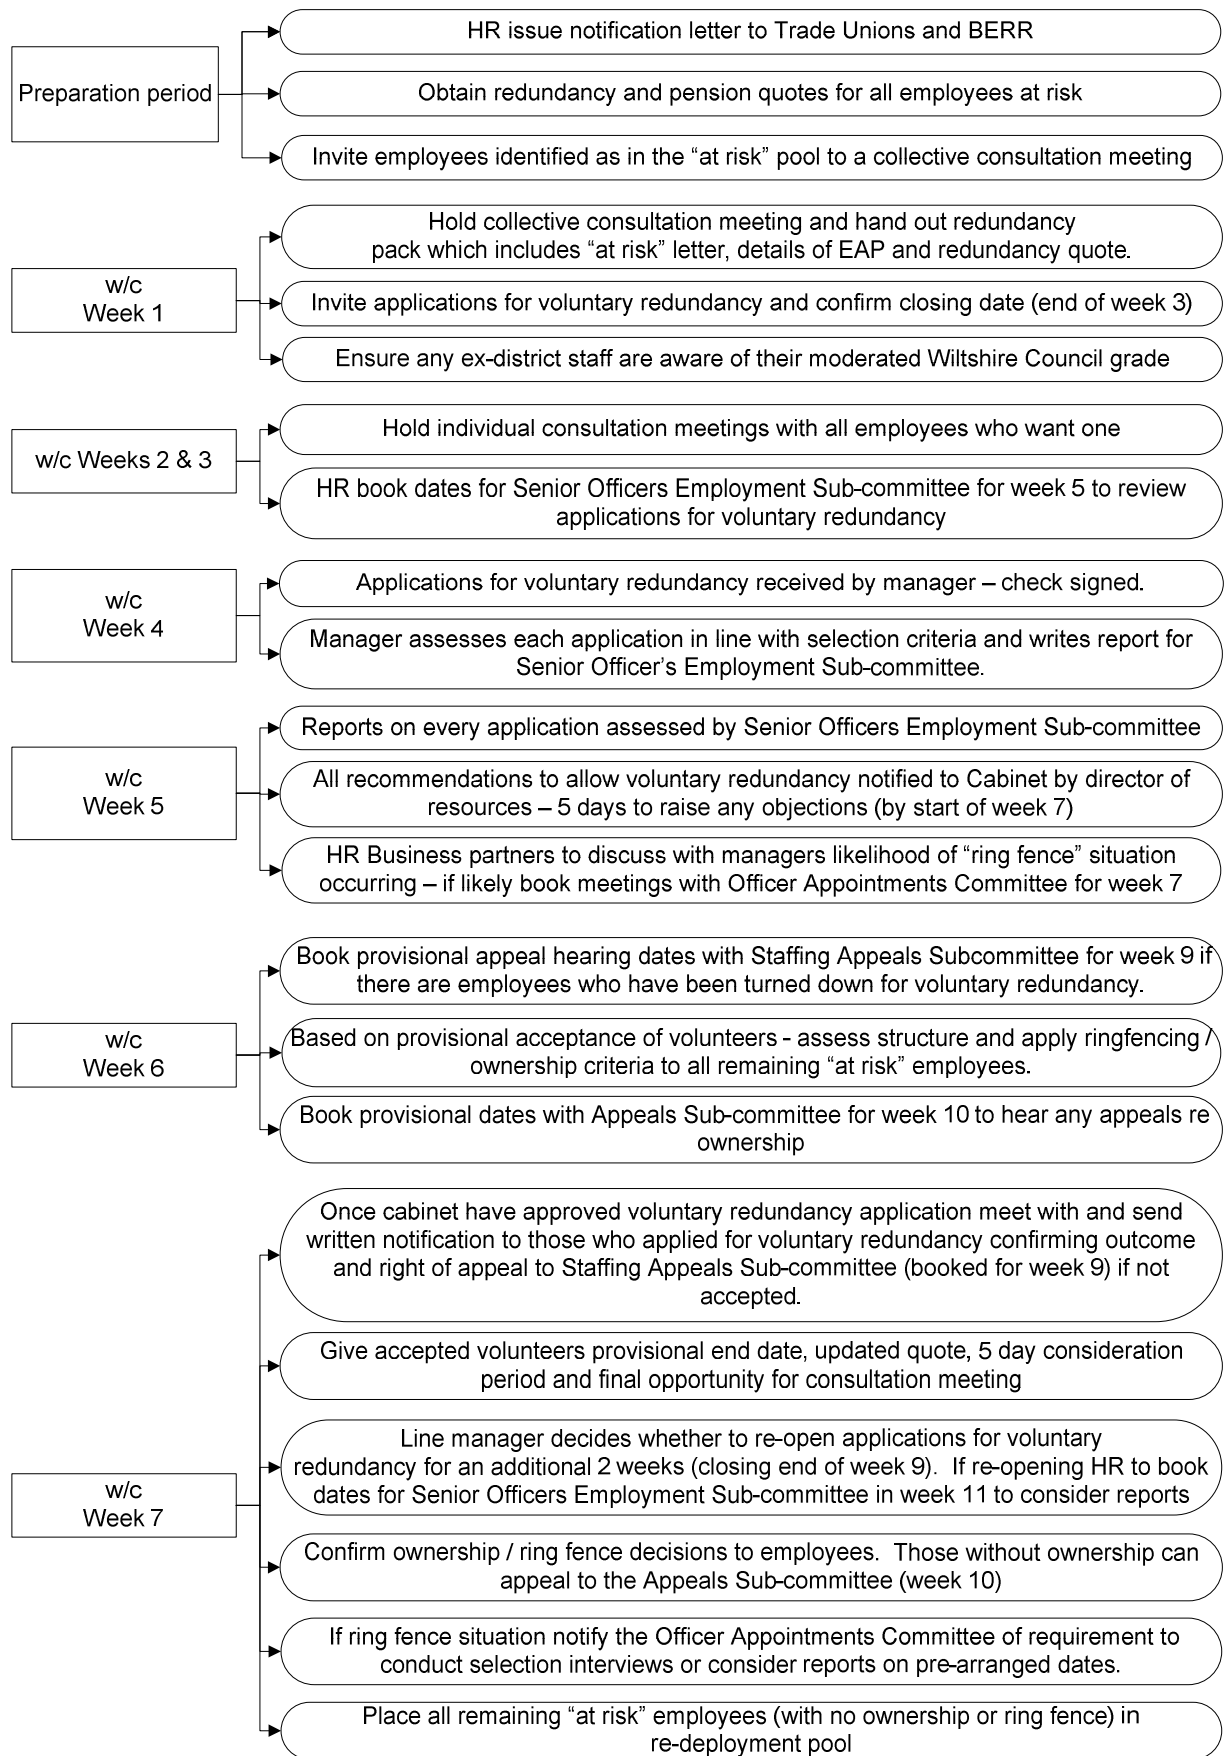 HR issue notification letter to Trade Unions and BERR
Preparation period
Obtain redundancy and pension quotes for all employees at risk
Invite employees identified as in the “at risk” pool to a collective consultation meeting
Hold collective consultation meeting and hand out redundancy
pack which includes “at risk” letter, details of EAP and redundancy quote.
w/c
Week 1
Invite applications for voluntary redundancy and confirm closing date (end of week 3)
Ensure any ex-district staff are aware of their moderated Wiltshire Council grade
w/c Weeks 2 & 3
Hold individual consultation meetings with all employees who want one
HR book dates for Senior Officers Employment Sub-committee for week 5 to review
applications for voluntary redundancy
w/c
Week 4
Applications for voluntary redundancy received by manager – check signed.
Manager assesses each application in line with selection criteria and writes report for
Senior Officer’s Employment Sub-committee.
Reports on every application assessed by Senior Officers Employment Sub-committee
w/c
Week 5
All recommendations to allow voluntary redundancy notified to Cabinet by director of
resources – 5 days to raise any objections (by start of week 7)
HR Business partners to discuss with managers likelihood of “ring fence” situation
occurring – if likely book meetings with Officer Appointments Committee for week 7
Book provisional appeal hearing dates with Staffing Appeals Subcommittee for week 9 if
there are employees who have been turned down for voluntary redundancy.
w/c
Week 6
Based on provisional acceptance of volunteers - assess structure and apply ringfencing /
ownership criteria to all remaining “at risk” employees.
Book provisional dates with Appeals Sub-committee for week 10 to hear any appeals re
ownership
Once cabinet have approved voluntary redundancy application meet with and send
written notification to those who applied for voluntary redundancy confirming outcome
and right of appeal to Staffing Appeals Sub-committee (booked for week 9) if not
accepted.
Give accepted volunteers provisional end date, updated quote, 5 day consideration
period and final opportunity for consultation meeting
Line manager decides whether to re-open applications for voluntary
redundancy for an additional 2 weeks (closing end of week 9).  If re-opening HR to book
dates for Senior Officers Employment Sub-committee in week 11 to consider reports
w/c
Week 7
Confirm ownership / ring fence decisions to employees.  Those without ownership can
appeal to the Appeals Sub-committee (week 10)
If ring fence situation notify the Officer Appointments Committee of requirement to
conduct selection interviews or consider reports on pre-arranged dates.
Place all remaining “at risk” employees (with no ownership or ring fence) in
re-deployment pool